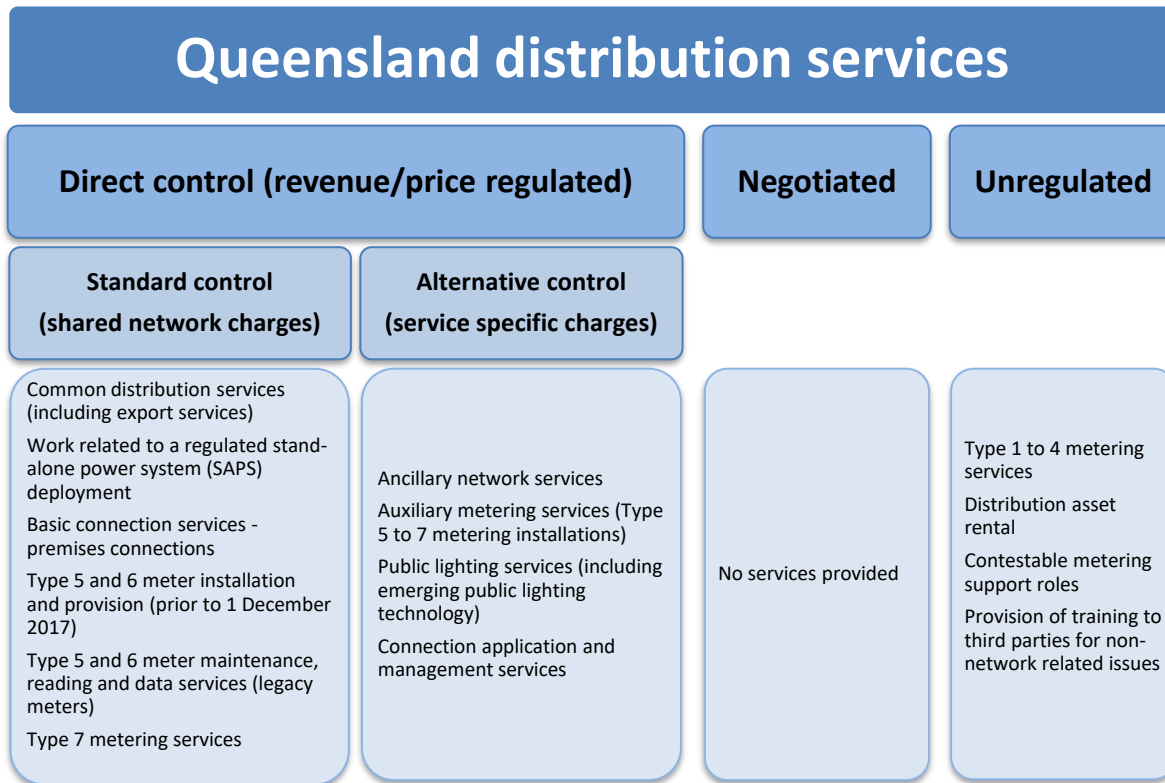 Queensland distribution services
Direct control (revenue/price regulated)
Negotiated
Unregulated
Standard control
(shared network charges)
Alternative control
(service specific charges)
Common distribution services
(including export services)
Work related to a regulated stand-
alone power system (SAPS)
deployment
Basic connection services -
premises connections
Type 5 and 6 meter installation
and provision (prior to 1 December
2017)
Type 5 and 6 meter maintenance,
reading and data services (legacy
meters)
Type 7 metering services
Ancillary network services
Auxiliary metering services (Type
5 to 7 metering installations)
Public lighting services (including
emerging public lighting
technology)
Connection application and
management services
No services provided
Type 1 to 4 metering
services
Distribution asset
rental
Contestable metering
support roles
Provision of training to
third parties for non-
network related issues